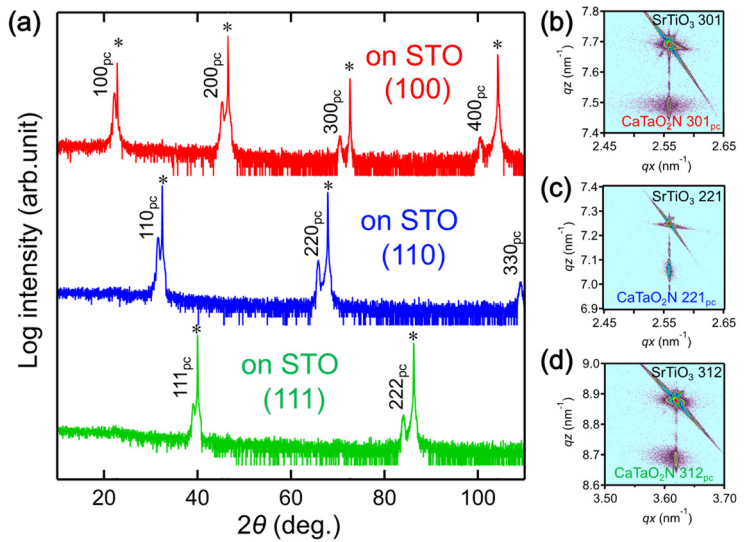 (a)
100pc
*
200pc
*
on STO
(100)
300pc
*
400pc
*
110pc
*
on STO
(110)
220pc
*
330pc
111pc
*
on STO
(111)
222pc
*
Log intensity (arb.unit)
20
40
60
80
100
2θ (deg.)
(b)
SrTiO3 301
7.8
7.7
7.6
7.5
7.4
qz (nm-1)
CaTaO2N 301pc
2.45
2.55
2.65
qx (nm-1)
(c)
SrTiO3 221
7.4
7.3
7.2
7.1
7.0
6.9
qz (nm-1)
CaTaO2N 221pc
2.45
2.55
2.65
qx (nm-1)
(d)
SrTiO3 312
9.0
8.9
8.8
8.7
8.6
qz (nm-1)
CaTaO2N 312pc
3.50
3.60
3.70
qx (nm-1)